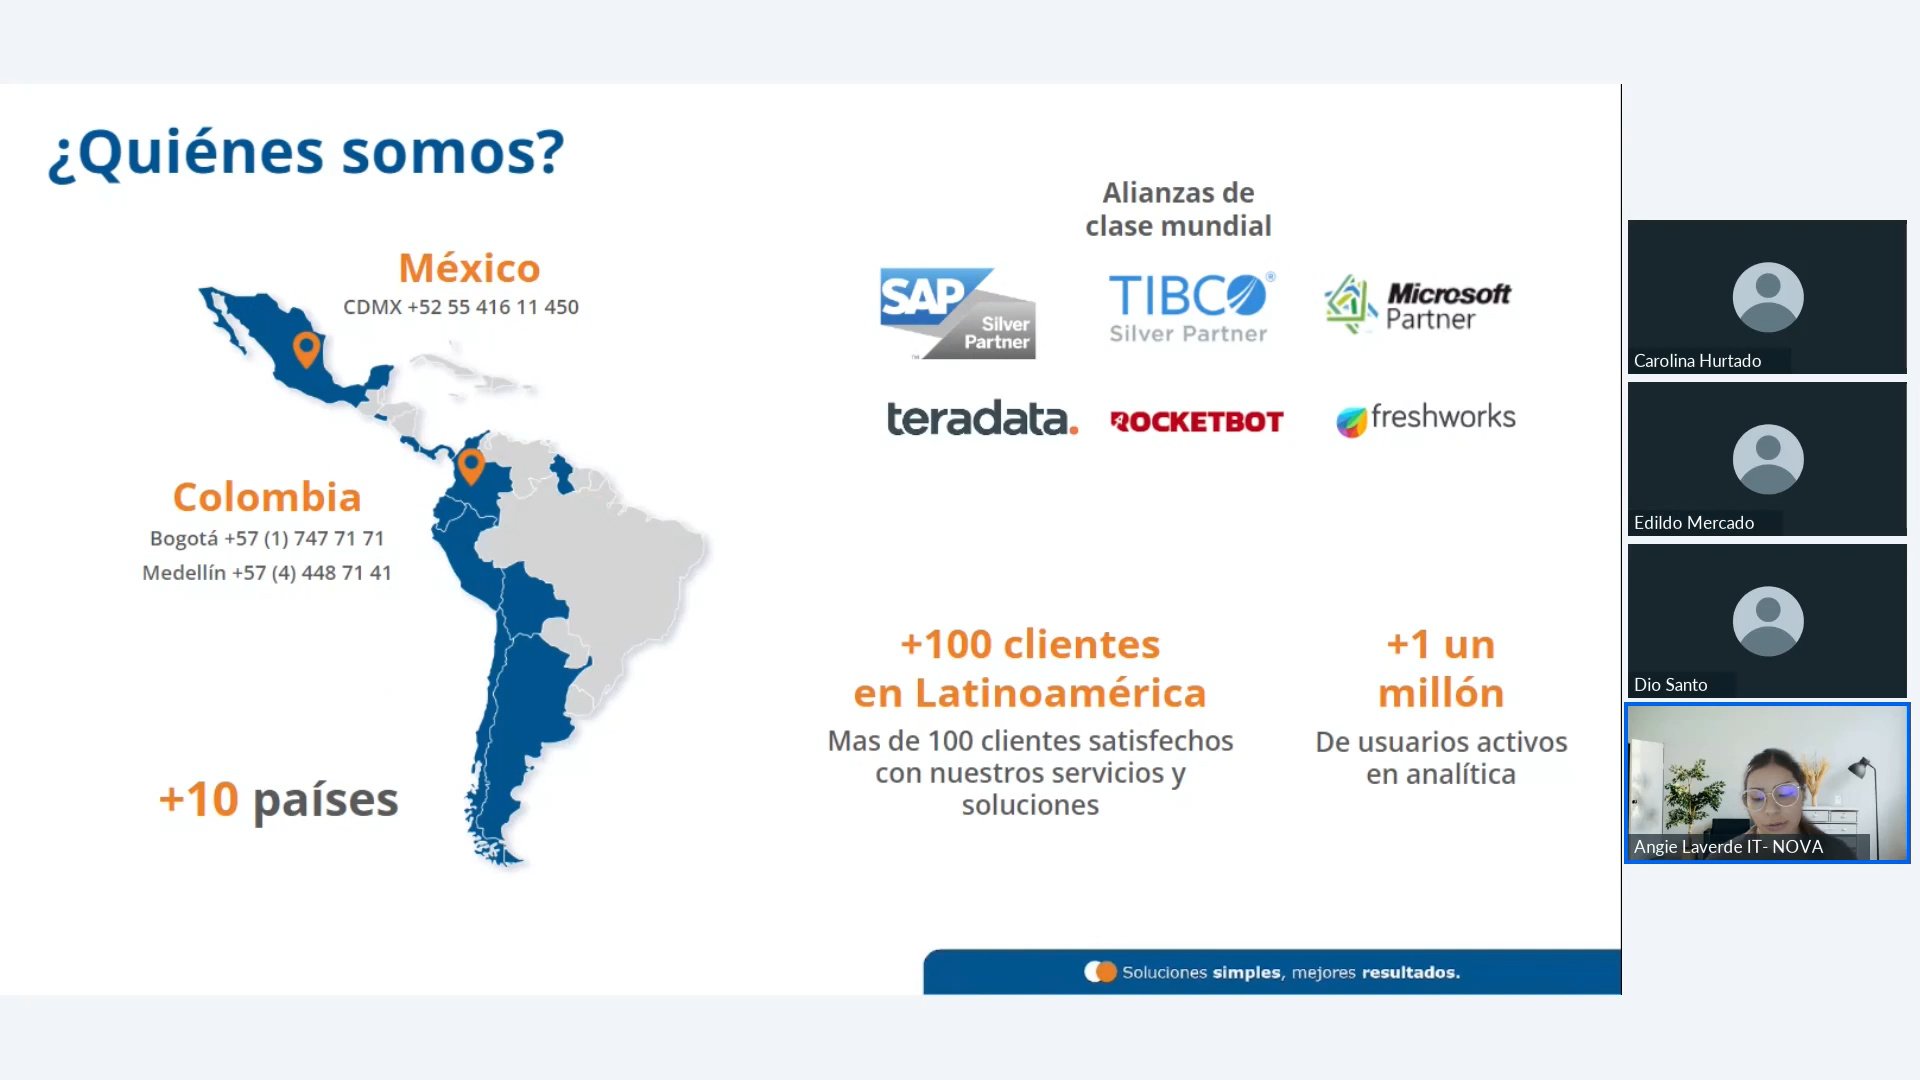 ¿Quiénes somos?
México
CDMX +52 55 416 11 450
Colombia
Bogotá +57 (1) 747 71 71
Medellín +57 (4) 448 71 41
+10 países
Alianzas de
clase mundial
SAP
Silver
Partner
™
TIBCO®
Silver Partner
Microsoft
Partner
teradata.
ROCKETBOT
freshworks
+100 clientes
en Latinoamérica
Mas de 100 clientes satisfechos
con nuestros servicios y
soluciones
+1 un
millón
De usuarios activos
en analítica
Soluciones simples, mejores resultados.
Carolina Hurtado
Edildo Mercado
Dio Santo
Angie Laverde IT- NOVA